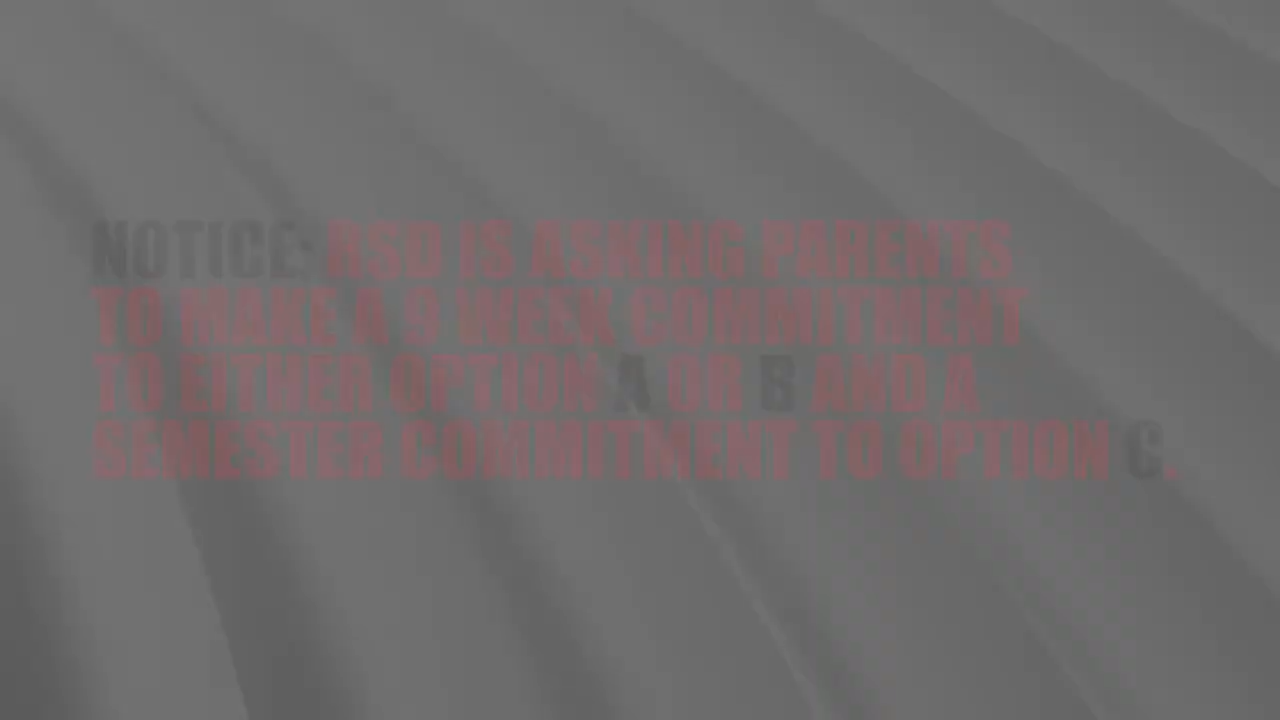 NOTICE: RSD IS ASKING PARENTS
TO MAKE A 9 WEEK COMMITMENT
TO EITHER OPTION A OR B AND A
SEMESTER COMMITMENT TO OPTION C.